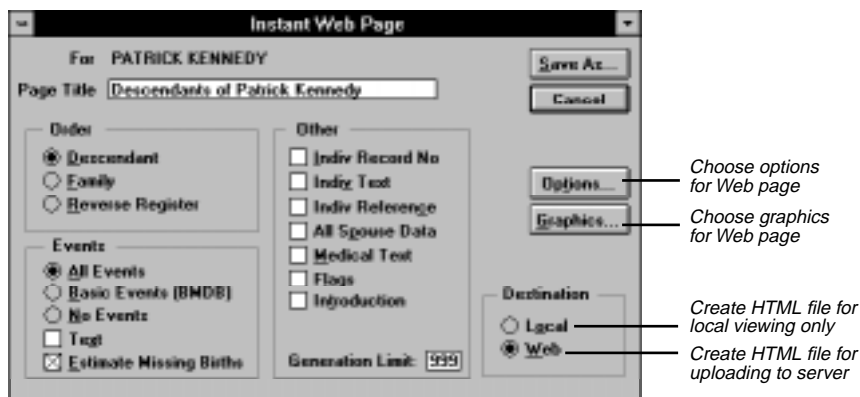 Instant Web Page
For PATRICK KENNEDY
Page Title Descendants of Patrick Kennedy
Save As...
Cancel
Order
Descendant
Family
Reverse Register
Events
All Events
Basic Events (BMDB)
No Events
Text
Estimate Missing Births
Other
Indiv Record No
Indiv Text
Indiv Reference
All Spouse Data
Medical Text
Flags
Introduction
Generation Limit: 999
Options...
Graphics...
Destination
Local
Web
Choose options
for Web page
Choose graphics
for Web page
Create HTML file for
local viewing only
Create HTML file for
uploading to server